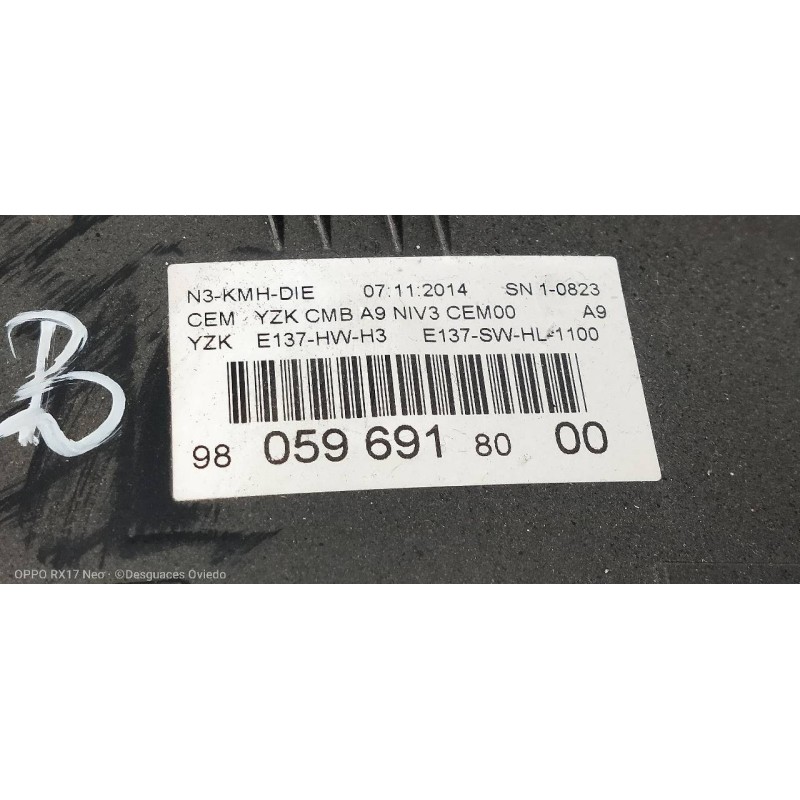 N3-KMH-DIE 07:11:2014 SN 1-0823
CEM YZK CMB A9 NIV3 CEM00 A9
YZK E137-HW-H3 E137-SW-HL-1100
98 059 691 80 00
B
OPPO RX17 Neo · ©Desguaces Oviedo